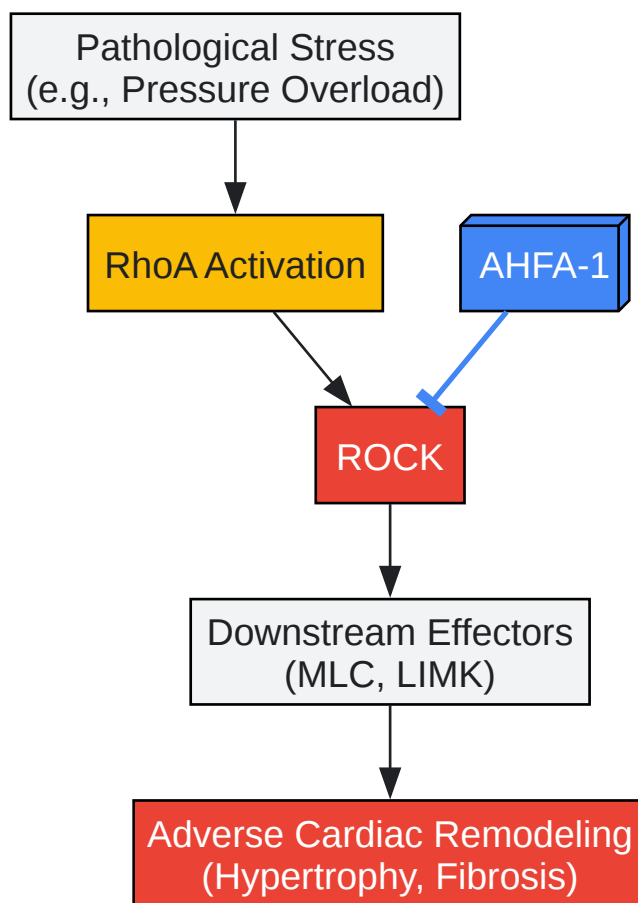 Pathological Stress
(e.g., Pressure Overload)
RhoA Activation
AHFA-1
ROCK
Downstream Effectors
(MLC, LIMK)
Adverse Cardiac Remodeling
(Hypertrophy, Fibrosis)